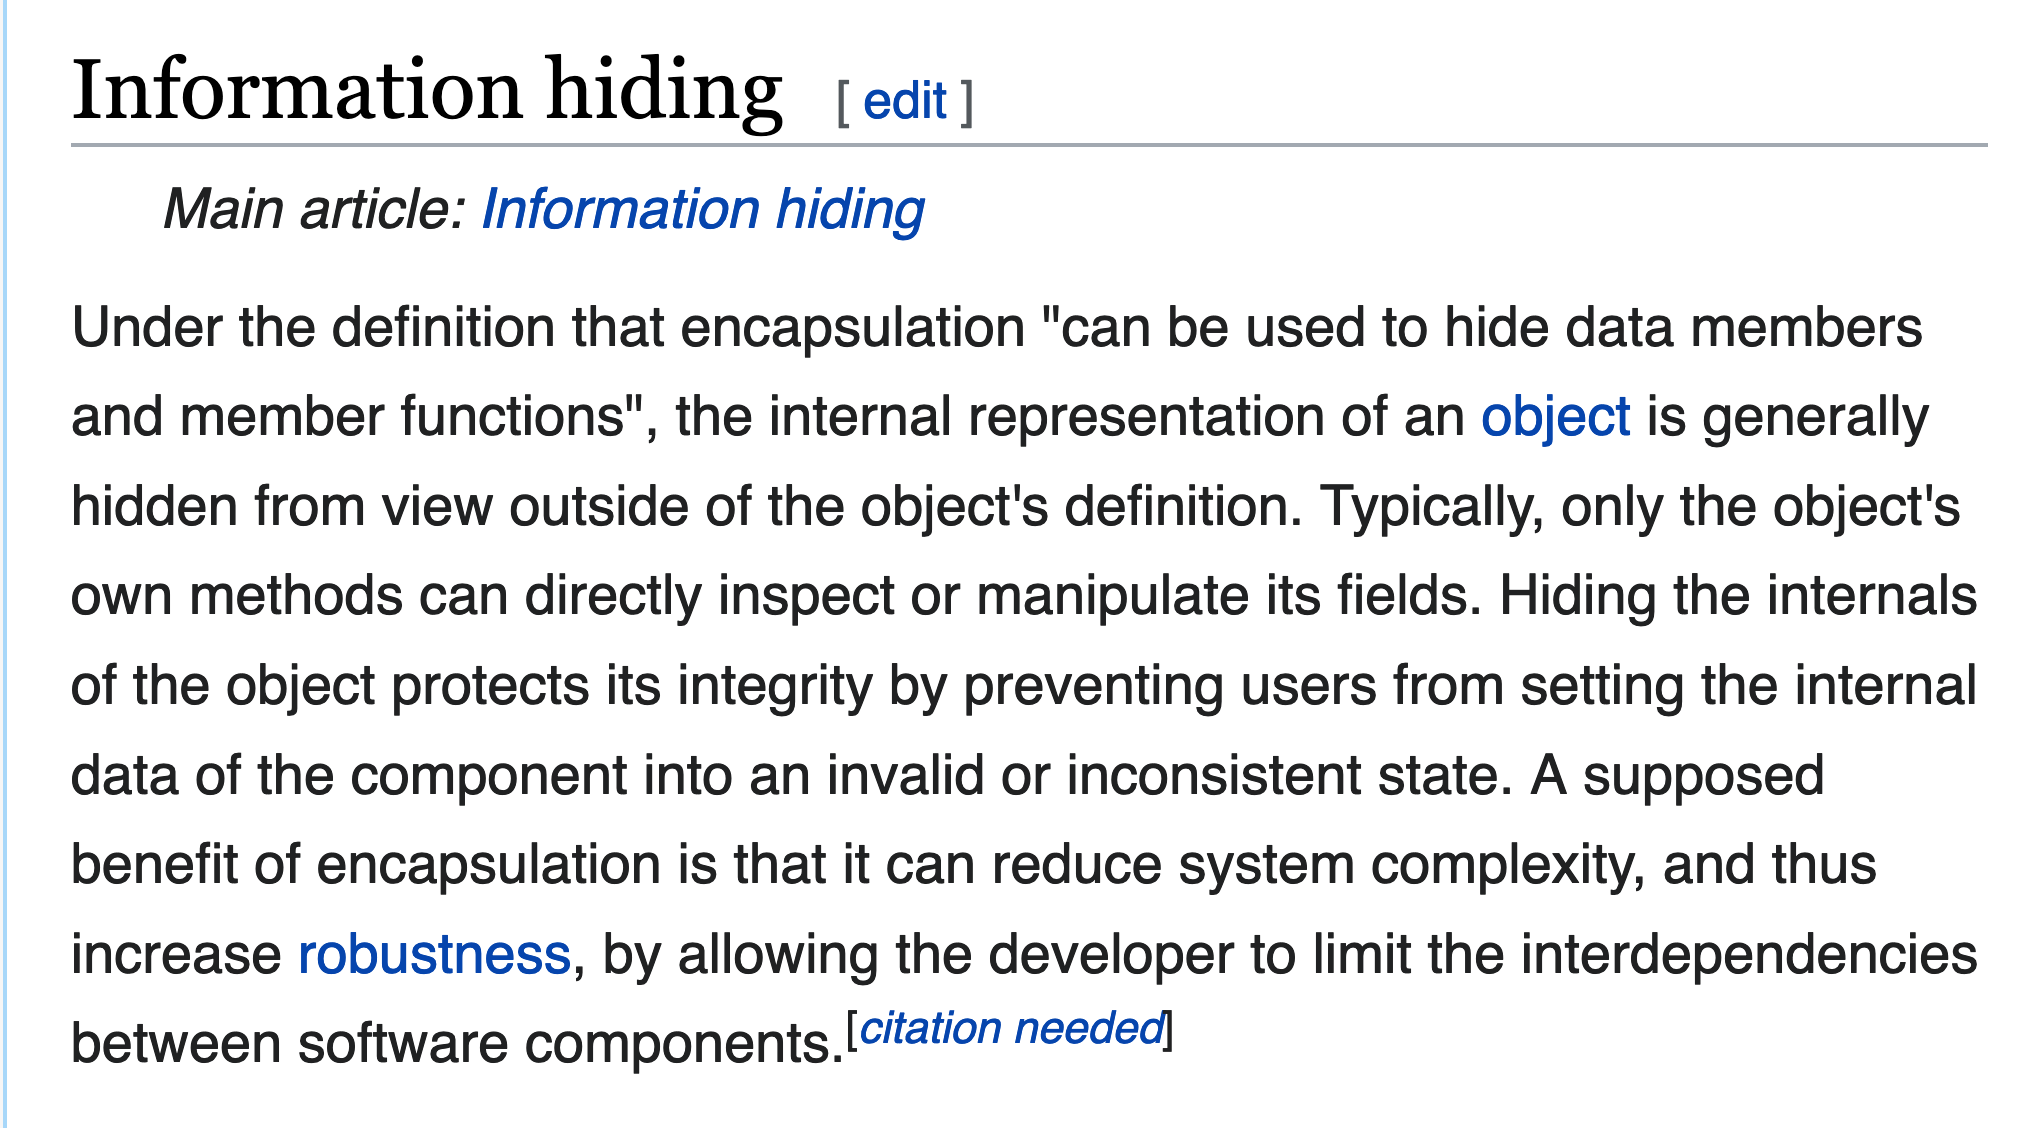 Information hiding [ edit ]
Main article: Information hiding
Under the definition that encapsulation "can be used to hide data members
and member functions", the internal representation of an object is generally
hidden from view outside of the object's definition. Typically, only the object's
own methods can directly inspect or manipulate its fields. Hiding the internals
of the object protects its integrity by preventing users from setting the internal
data of the component into an invalid or inconsistent state. A supposed
benefit of encapsulation is that it can reduce system complexity, and thus
increase robustness, by allowing the developer to limit the interdependencies
between software components.[citation needed]